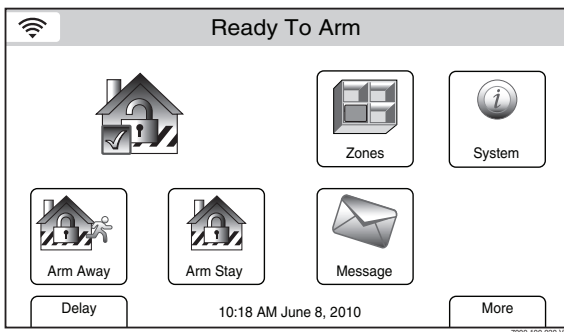 Ready To Arm
Zones
System
Arm Away
Arm Stay
Message
Delay
10:18 AM June 8, 2010
More